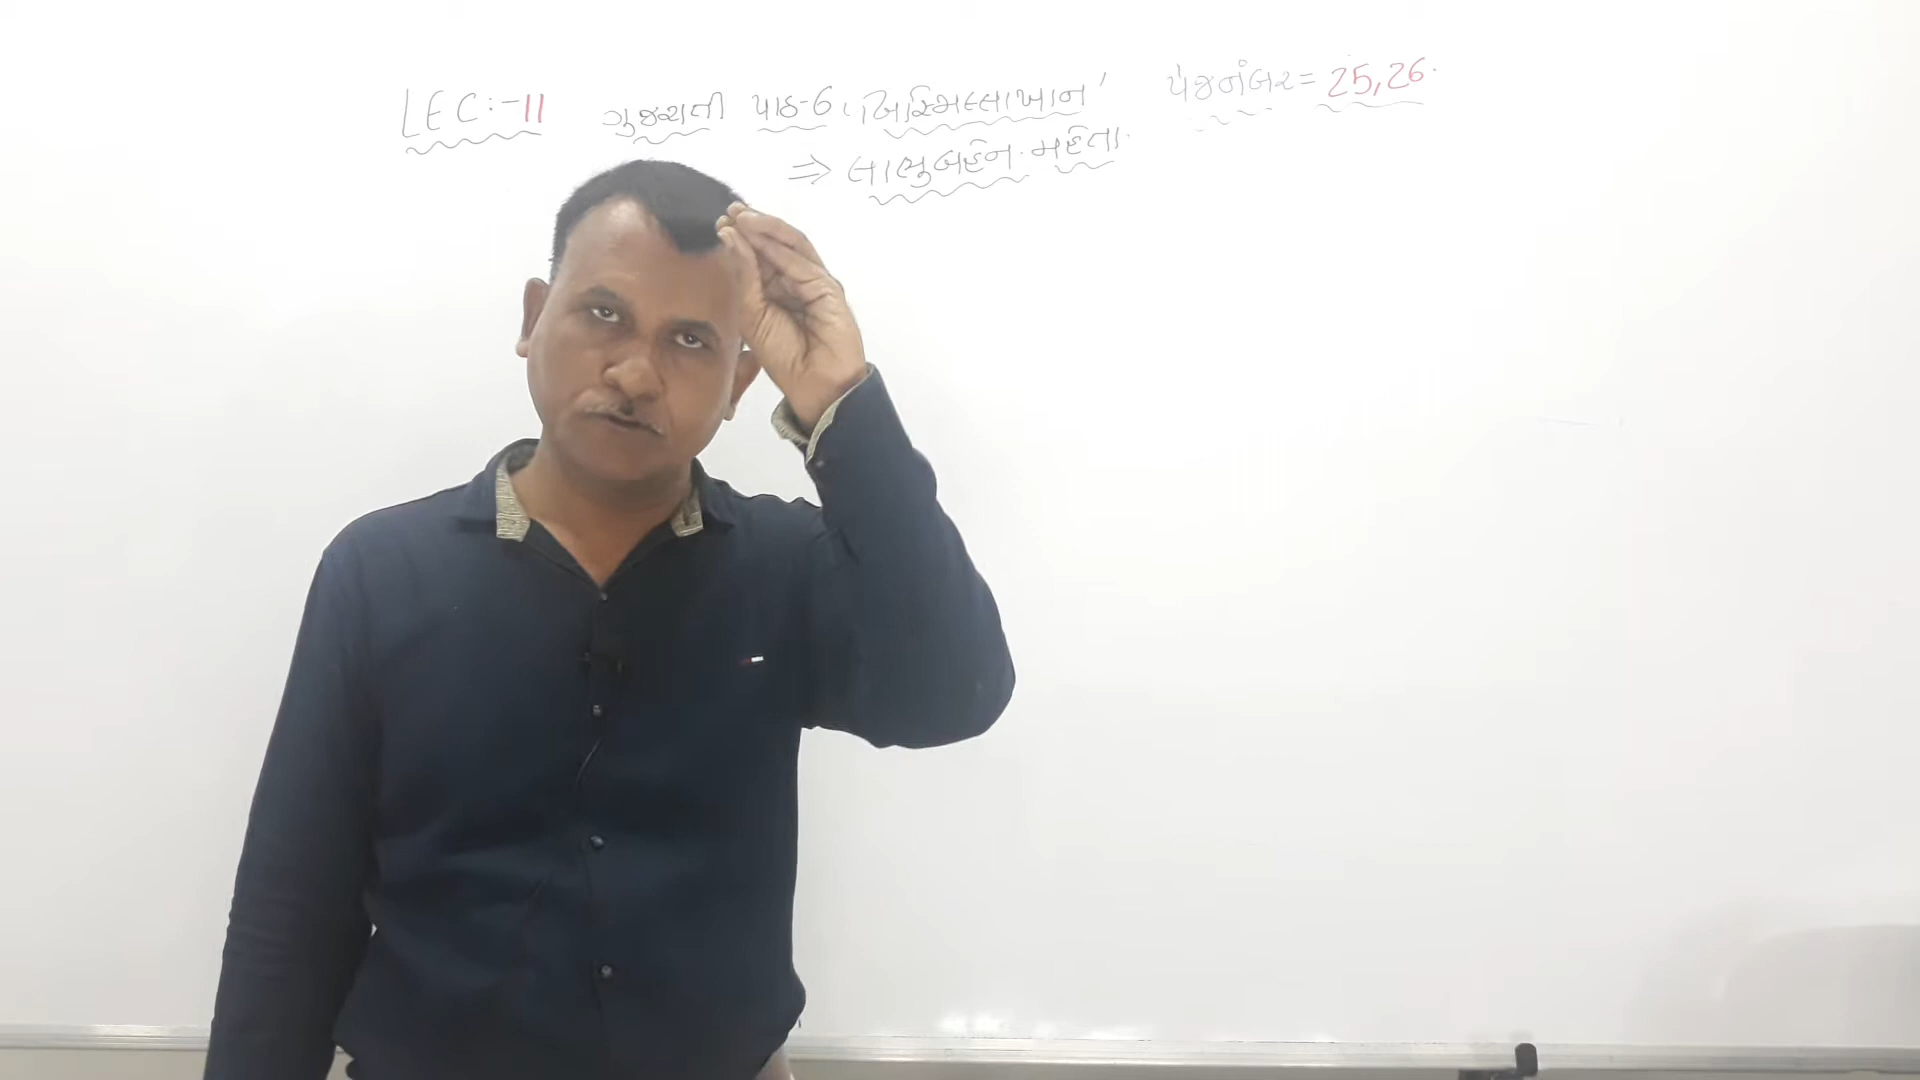 LEC:-11 ગુજરાતી પાઠ-6 "બિસ્મિલ્લાખાન' પેજનંબર = 25,26.
⇒ લાભુબહેન. મહેતા.